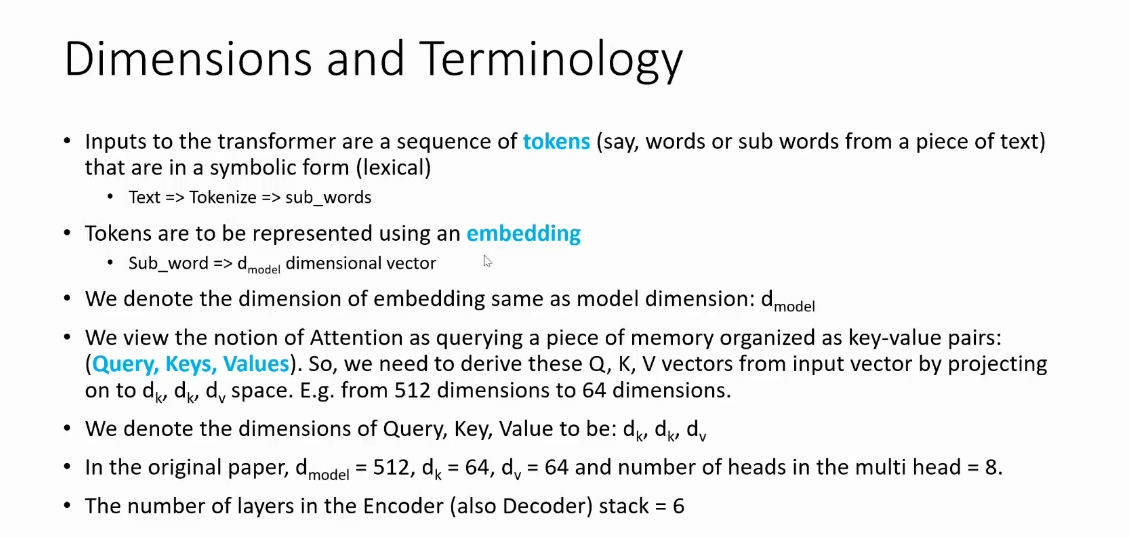 Dimensions and Terminology
• Inputs to the transformer are a sequence of tokens (say, words or sub words from a piece of text)
that are in a symbolic form (lexical)
• Text => Tokenize => sub_words
• Tokens are to be represented using an embedding
• Sub_word => d_model dimensional vector
• We denote the dimension of embedding same as model dimension: d_model
• We view the notion of Attention as querying a piece of memory organized as key-value pairs:
(Query, Keys, Values). So, we need to derive these Q, K, V vectors from input vector by projecting
on to d_k, d_k, d_v space. E.g. from 512 dimensions to 64 dimensions.
• We denote the dimensions of Query, Key, Value to be: d_k, d_k, d_v
• In the original paper, d_model = 512, d_k = 64, d_v = 64 and number of heads in the multi head = 8.
• The number of layers in the Encoder (also Decoder) stack = 6